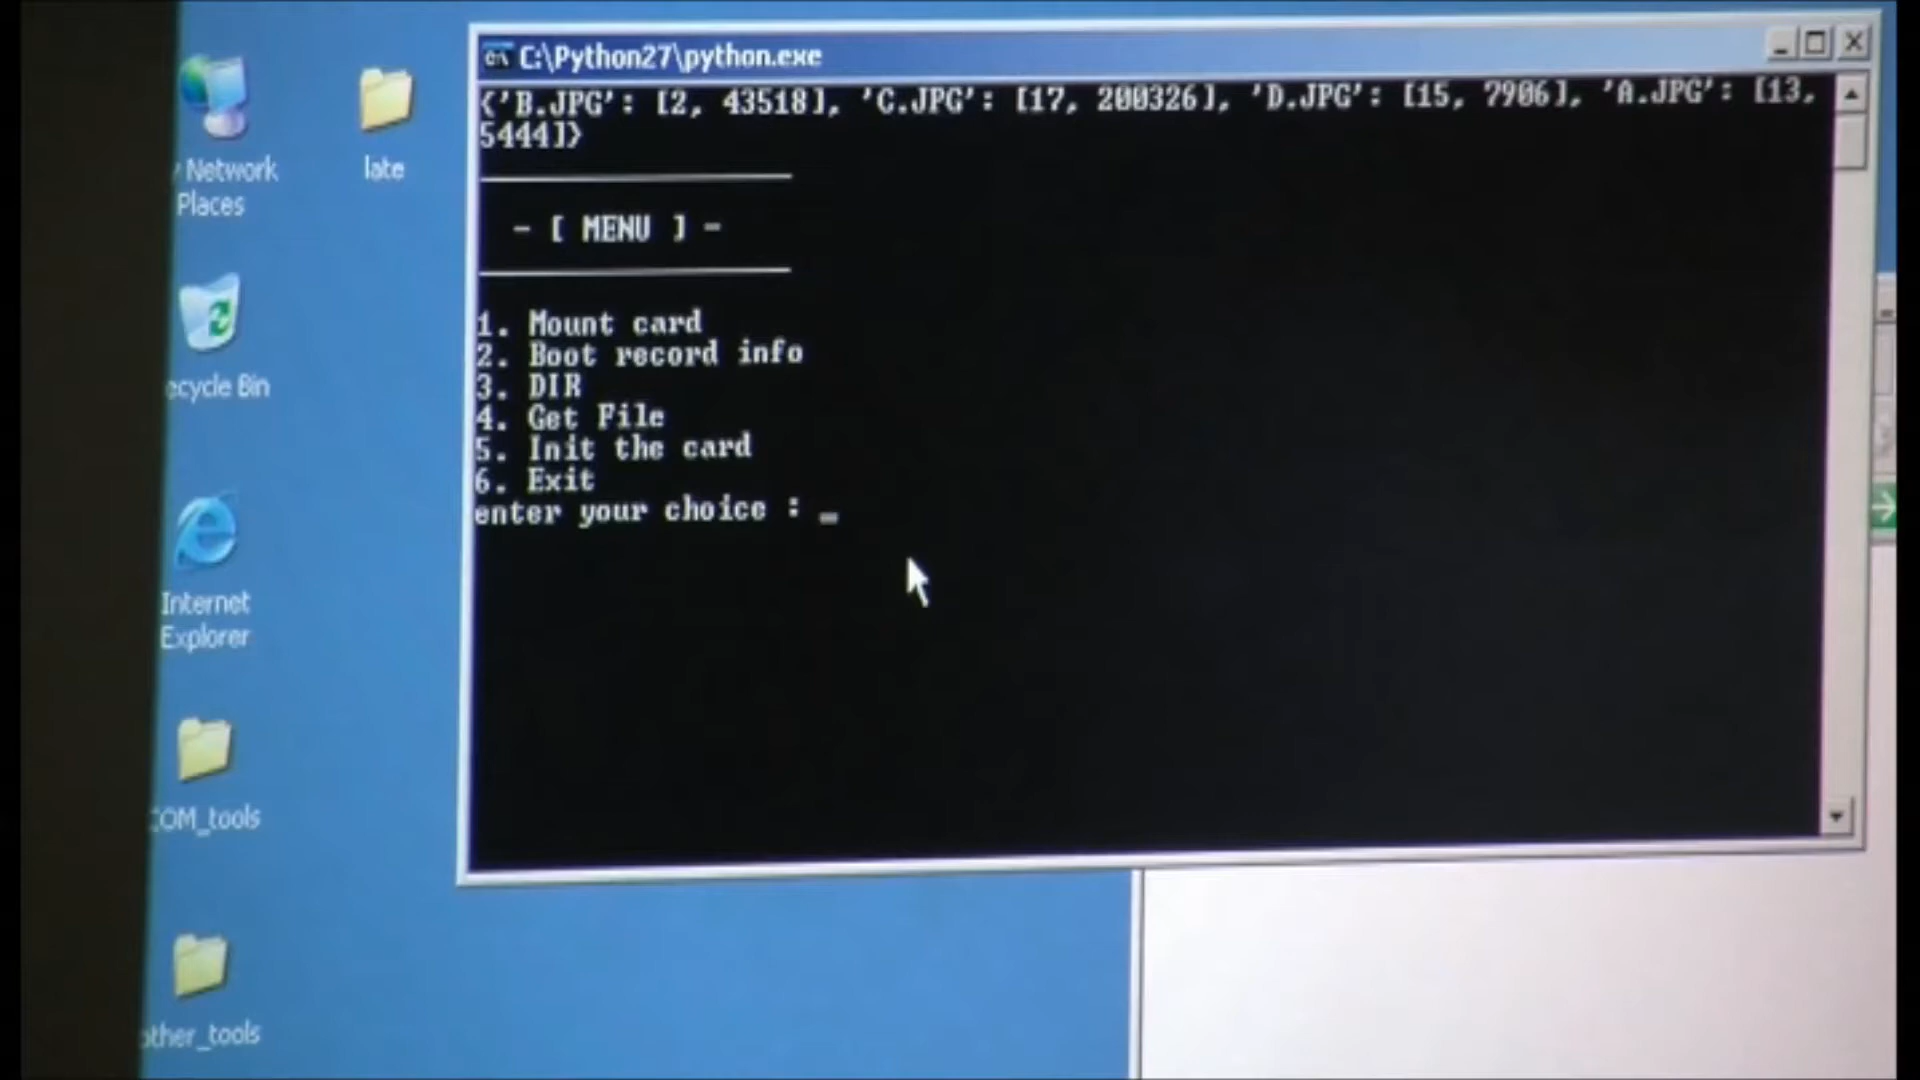 C:\Python27\python.exe
{'B.JPG': [2, 43518], 'C.JPG': [17, 200326], 'D.JPG': [15, 7906], 'A.JPG': [13,
5444]}
- [ MENU ] -
1. Mount card
2. Boot record info
3. DIR
4. Get File
5. Init the card
6. Exit
enter your choice : _
Network
Places
late
ecycle Bin
Internet
Explorer
COM_tools
other_tools